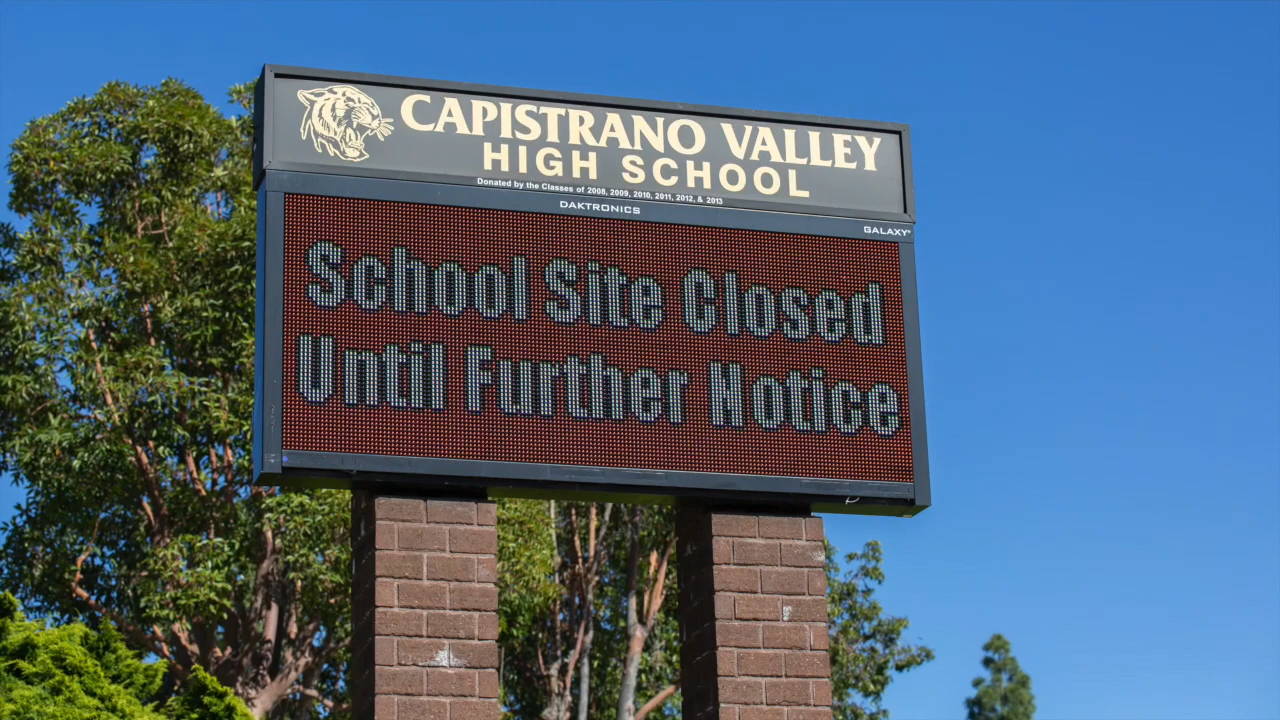 CAPISTRANO VALLEY
HIGH SCHOOL
Donated by the Classes of 2008, 2009, 2010, 2011, 2012, & 2013
DAKTRONICS
GALAXY®
School Site Closed
Until Further Notice